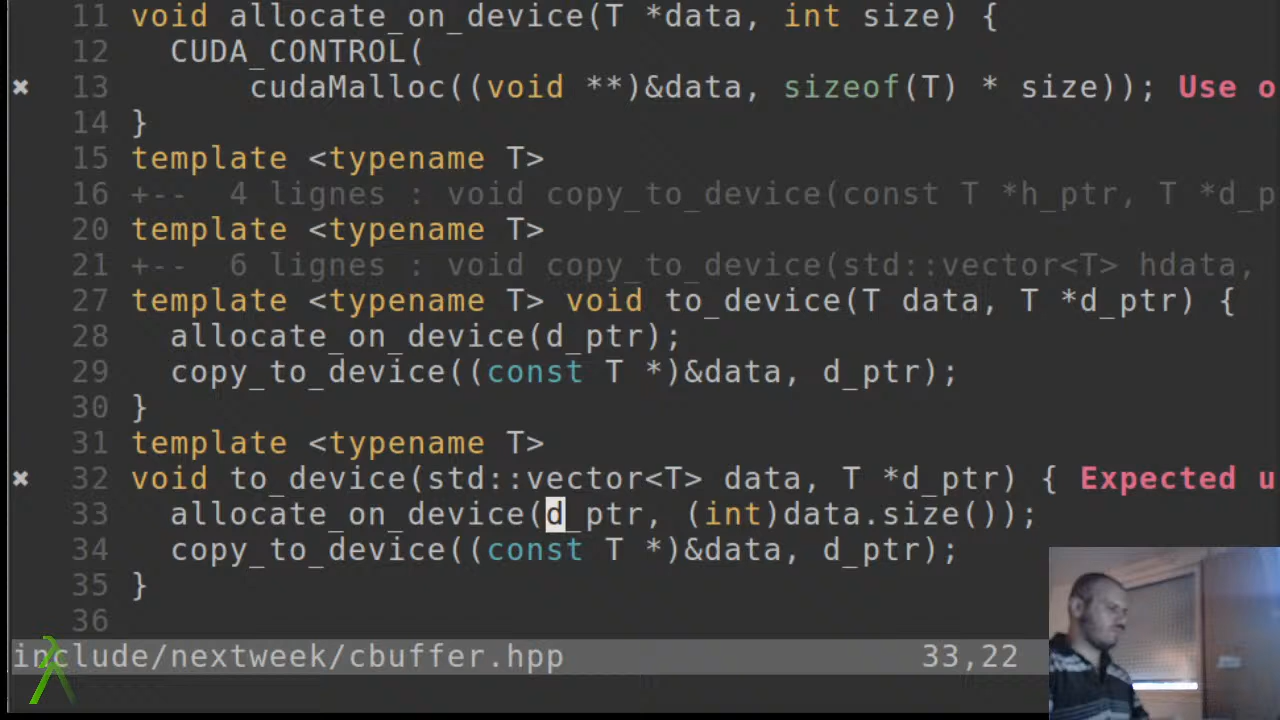 11 void allocate_on_device(T *data, int size) {
12   CUDA_CONTROL(
✖ 13       cudaMalloc((void **)&data, sizeof(T) * size)); Use o
14 }
15 template <typename T>
16 +--  4 lignes : void copy_to_device(const T *h_ptr, T *d_p
20 template <typename T>
21 +--  6 lignes : void copy_to_device(std::vector<T> hdata,
27 template <typename T> void to_device(T data, T *d_ptr) {
28   allocate_on_device(d_ptr);
29   copy_to_device((const T *)&data, d_ptr);
30 }
31 template <typename T>
✖ 32 void to_device(std::vector<T> data, T *d_ptr) { Expected u
33   allocate_on_device(d_ptr, (int)data.size());
34   copy_to_device((const T *)&data, d_ptr);
35 }
36
include/nextweek/cbuffer.hpp 33,22
λ